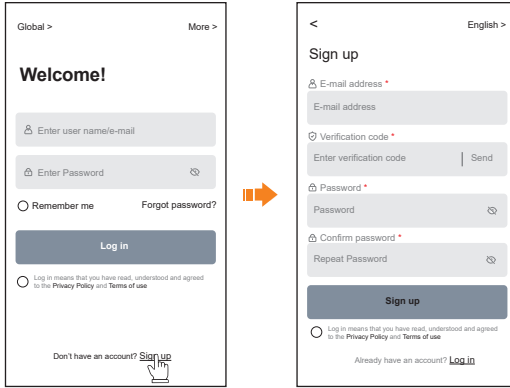 Global >
More >
Welcome!
Enter user name/e-mail
Enter Password
Remember me
Forgot password?
Log in
Log in means that you have read, understood and agreed
to the Privacy Policy and Terms of use
Don't have an account? Sign up
<
English >
Sign up
E-mail address *
E-mail address
Verification code *
Enter verification code
Send
Password *
Password
Confirm password *
Repeat Password
Sign up
Log in means that you have read, understood and agreed
to the Privacy Policy and Terms of use
Already have an account? Log in